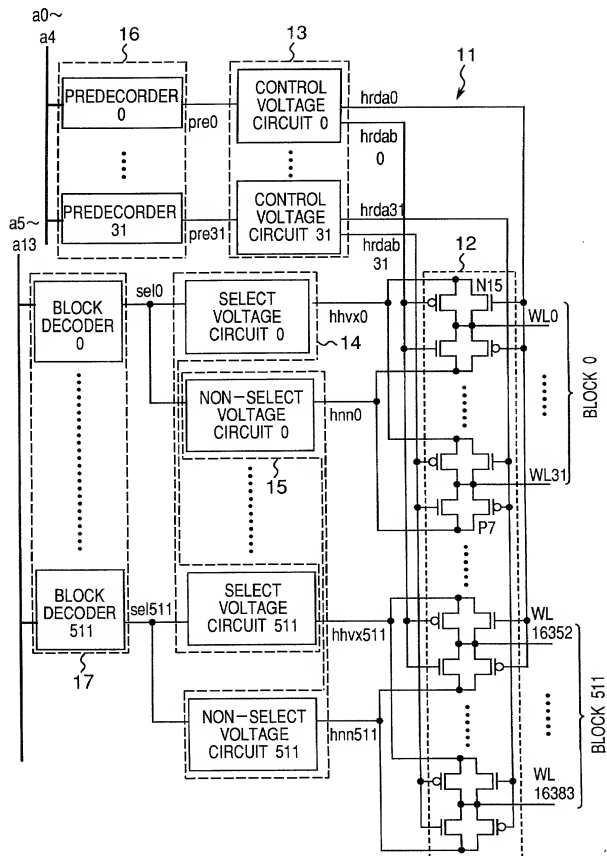 a0~
a4
16
13
11
PREDECORDER
0
pre0
CONTROL
VOLTAGE
CIRCUIT 0
hrda0
hrdab
0
PREDECORDER
31
pre31
CONTROL
VOLTAGE
CIRCUIT 31
hrda31
hrdab
31
a5~
a13
12
BLOCK
DECODER
0
sel0
SELECT
VOLTAGE
CIRCUIT 0
hhvx0
14
N15
WL0
BLOCK 0
NON-SELECT
VOLTAGE
CIRCUIT 0
hnn0
15
WL31
P7
BLOCK
DECODER
511
sel511
17
SELECT
VOLTAGE
CIRCUIT 511
hhvx511
WL
16352
BLOCK 511
NON-SELECT
VOLTAGE
CIRCUIT 511
hnn511
WL
16383